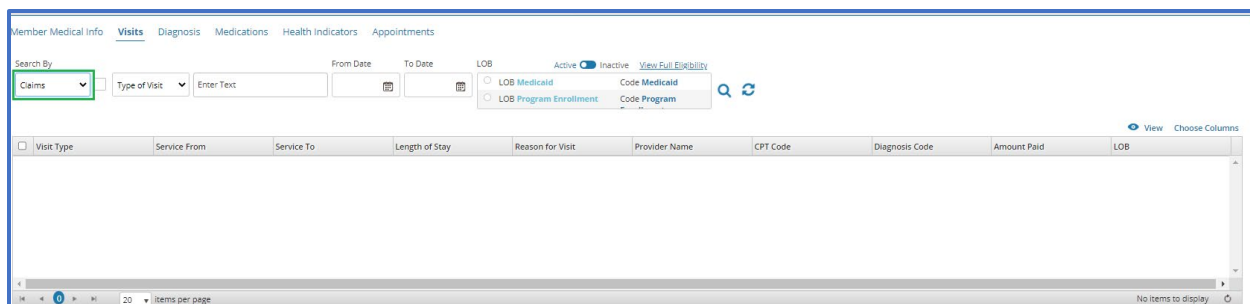 Member Medical Info Visits Diagnosis Medications Health Indicators Appointments
Search By From Date To Date LOB Active Inactive View Full Eligibility
Claims Type of Visit Enter Text LOB Medicaid Code Medicaid
LOB Program Enrollment Code Program
View Choose Columns
Visit Type Service From Service To Length of Stay Reason for Visit Provider Name CPT Code Diagnosis Code Amount Paid LOB
0 20 items per page No items to display